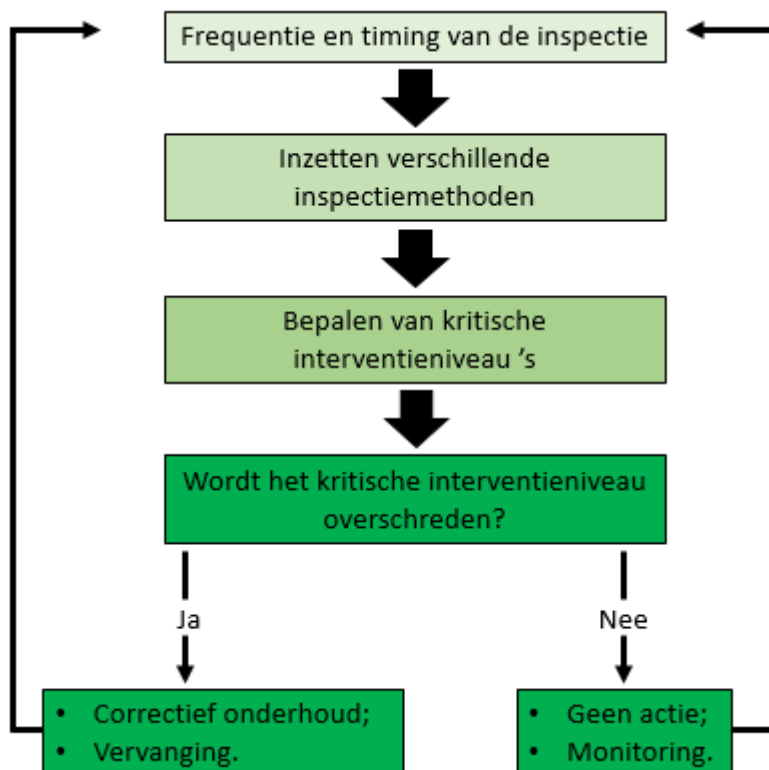 Frequentie en timing van de inspectie
Inzetten verschillende
inspectiemethoden
Bepalen van kritische
interventieniveau 's
Wordt het kritische interventieniveau
overschreden?
Ja
Nee
• Correctief onderhoud;
• Vervanging.
• Geen actie;
• Monitoring.